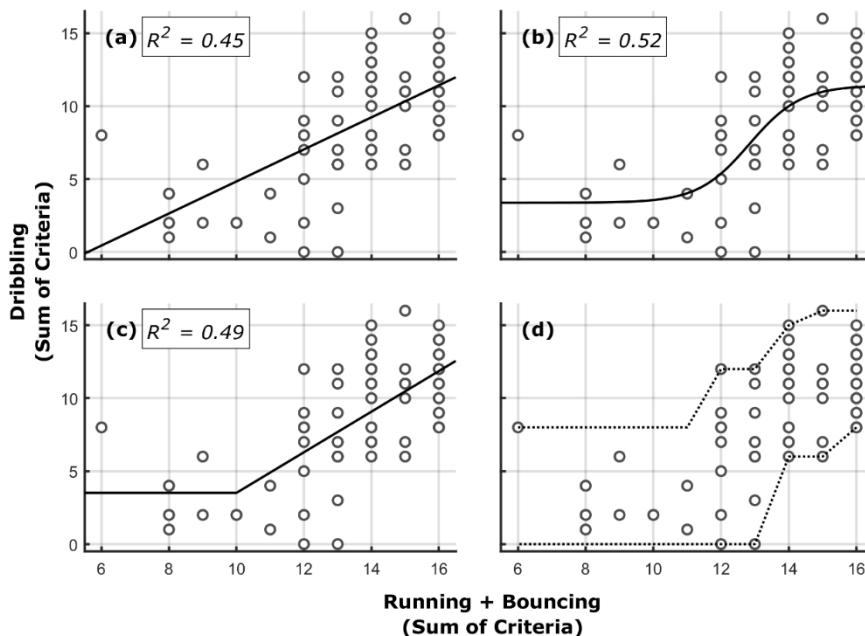 (a) R² = 0.45
(b) R² = 0.52
15
10
5
0
Dribbling
(Sum of Criteria)
(c) R² = 0.49
(d)
15
10
5
0
6 8 10 12 14 16
6 8 10 12 14 16
Running + Bouncing
(Sum of Criteria)